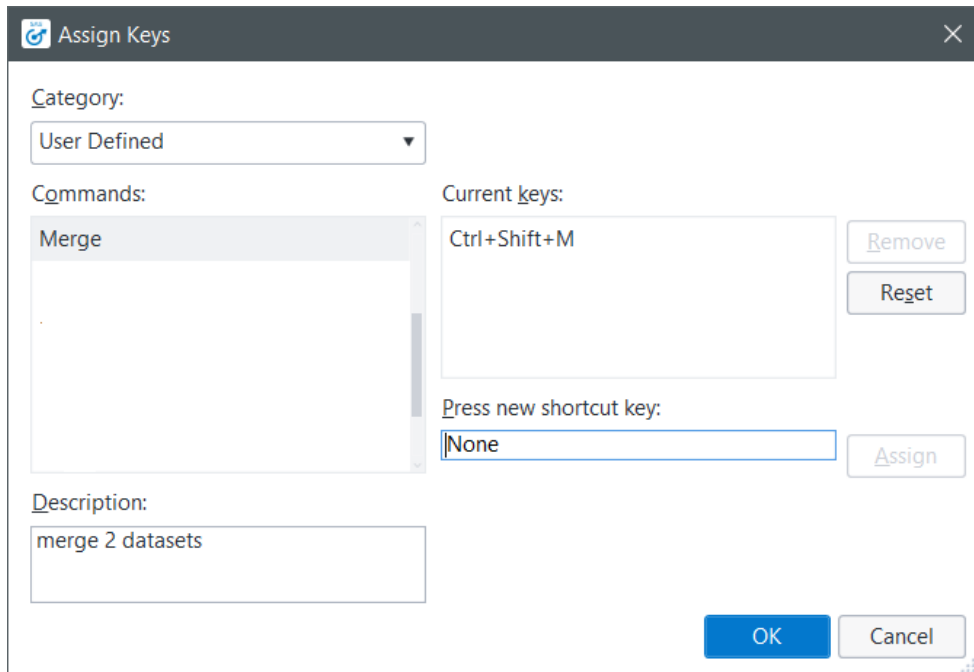 SAS
Assign Keys
Category:
User Defined
Commands:
Merge
Current keys:
Ctrl+Shift+M
Remove
Reset
Press new shortcut key:
None
Assign
Description:
merge 2 datasets
OK
Cancel